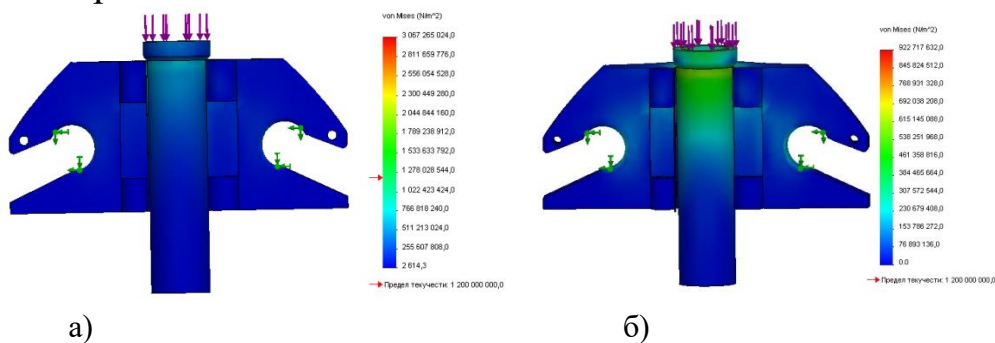 von Mises (N/m^2)
3 067 265 024,0
2 811 659 776,0
2 556 054 528,0
2 300 449 280,0
2 044 844 160,0
1 789 238 912,0
1 533 633 792,0
1 278 028 544,0
1 022 423 424,0
766 818 240,0
511 213 024,0
255 607 808,0
2 614,3
Предел текучести: 1 200 000 000,0
von Mises (N/m^2)
922 717 632,0
845 824 512,0
768 931 328,0
692 038 208,0
615 145 088,0
538 251 968,0
461 358 816,0
384 465 664,0
307 572 544,0
230 679 408,0
153 786 272,0
76 893 136,0
0.0
Предел текучести: 1 200 000 000,0
а)
б)